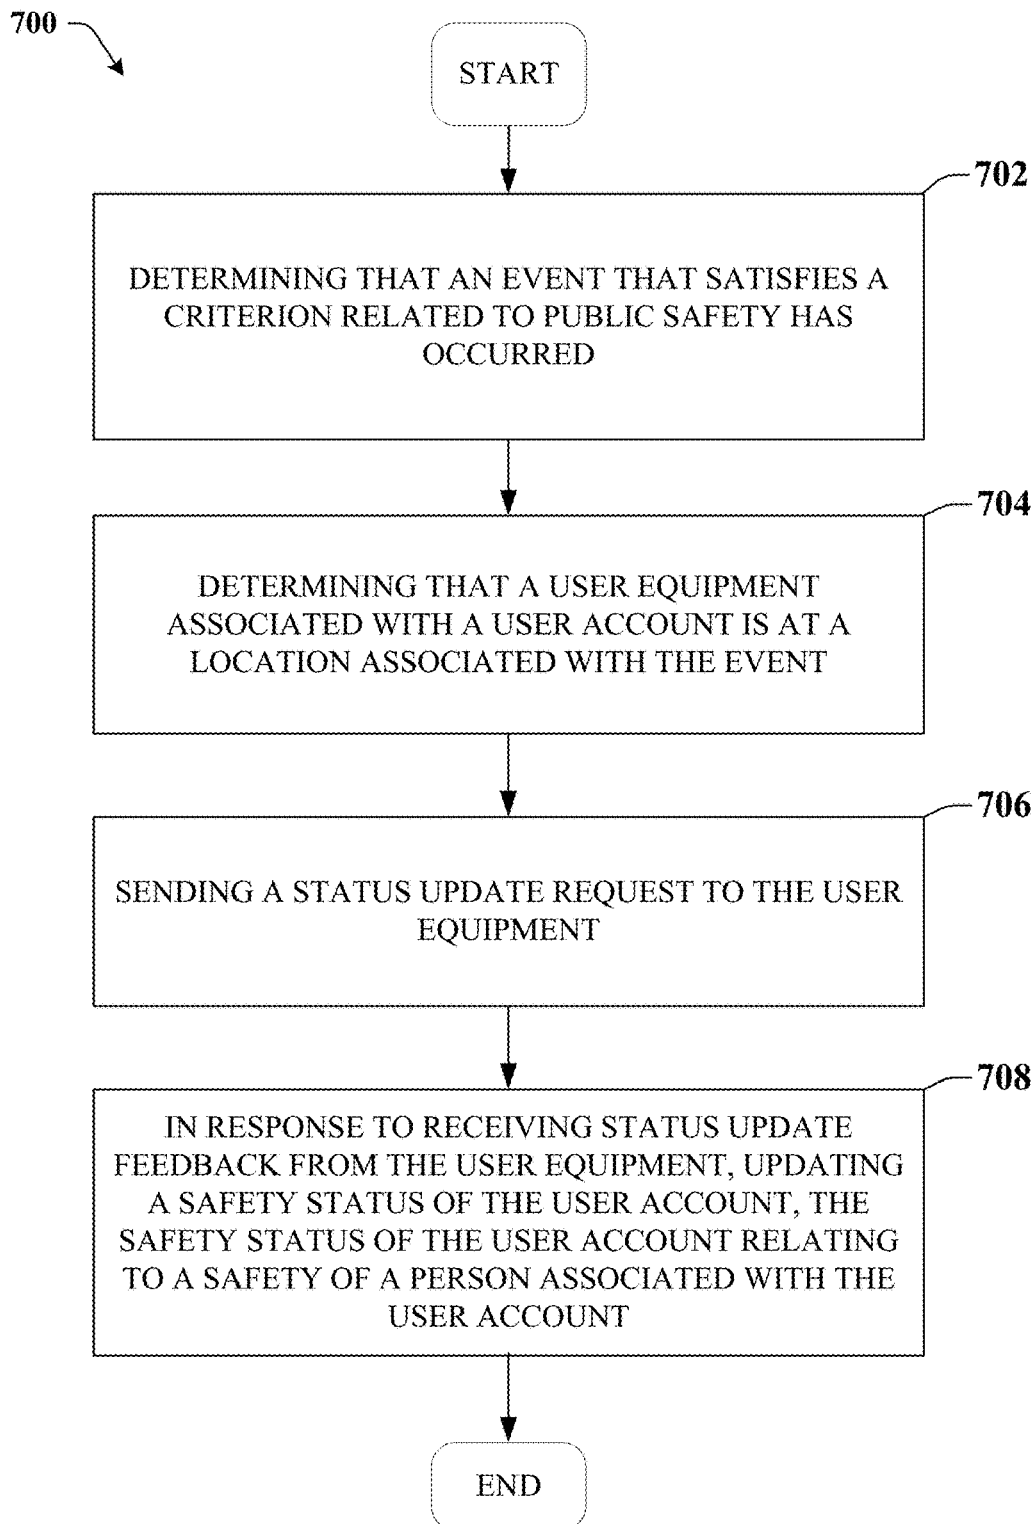 700
START
702
DETERMINING THAT AN EVENT THAT SATISFIES A
CRITERION RELATED TO PUBLIC SAFETY HAS
OCCURRED
704
DETERMINING THAT A USER EQUIPMENT
ASSOCIATED WITH A USER ACCOUNT IS AT A
LOCATION ASSOCIATED WITH THE EVENT
706
SENDING A STATUS UPDATE REQUEST TO THE USER
EQUIPMENT
708
IN RESPONSE TO RECEIVING STATUS UPDATE
FEEDBACK FROM THE USER EQUIPMENT, UPDATING
A SAFETY STATUS OF THE USER ACCOUNT, THE
SAFETY STATUS OF THE USER ACCOUNT RELATING
TO A SAFETY OF A PERSON ASSOCIATED WITH THE
USER ACCOUNT
END